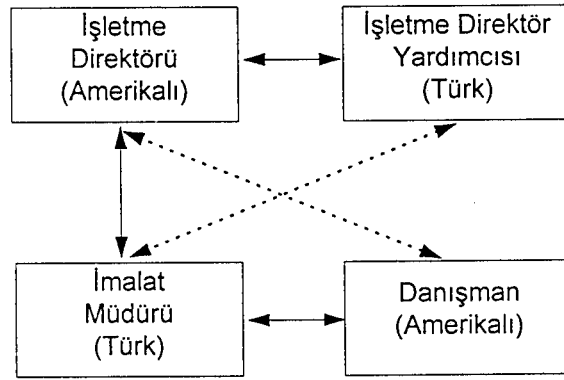 İşletme
Direktörü
(Amerikalı)
İşletme Direktör
Yardımcısı
(Türk)
İmalat
Müdürü
(Türk)
Danışman
(Amerikalı)